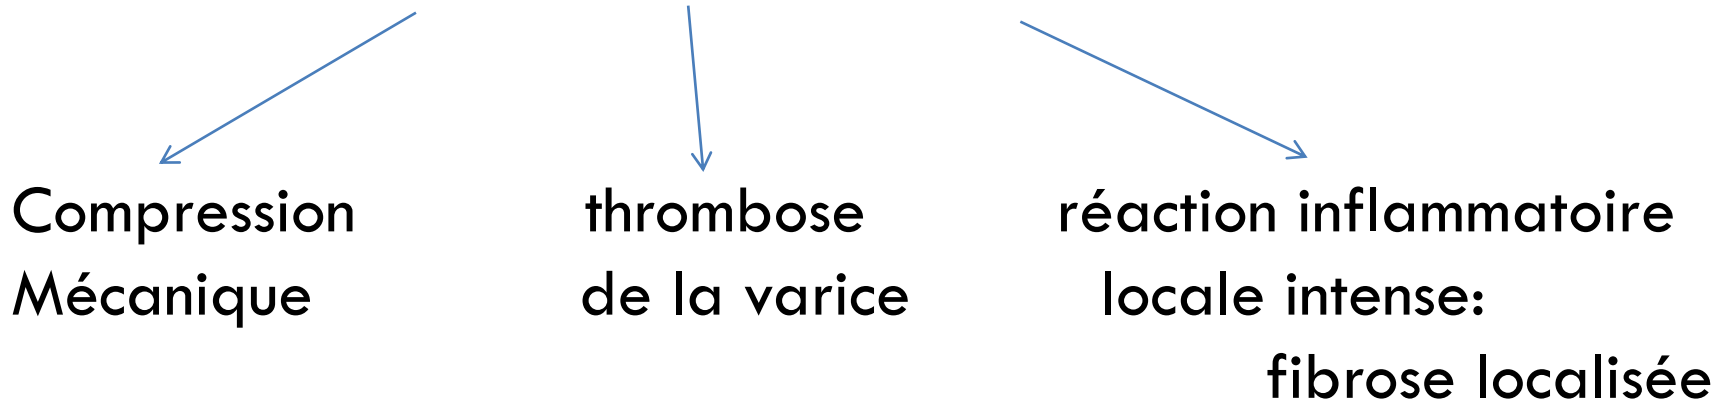 Compression thrombose réaction inflammatoire
Mécanique de la varice locale intense:
fibrose localisée